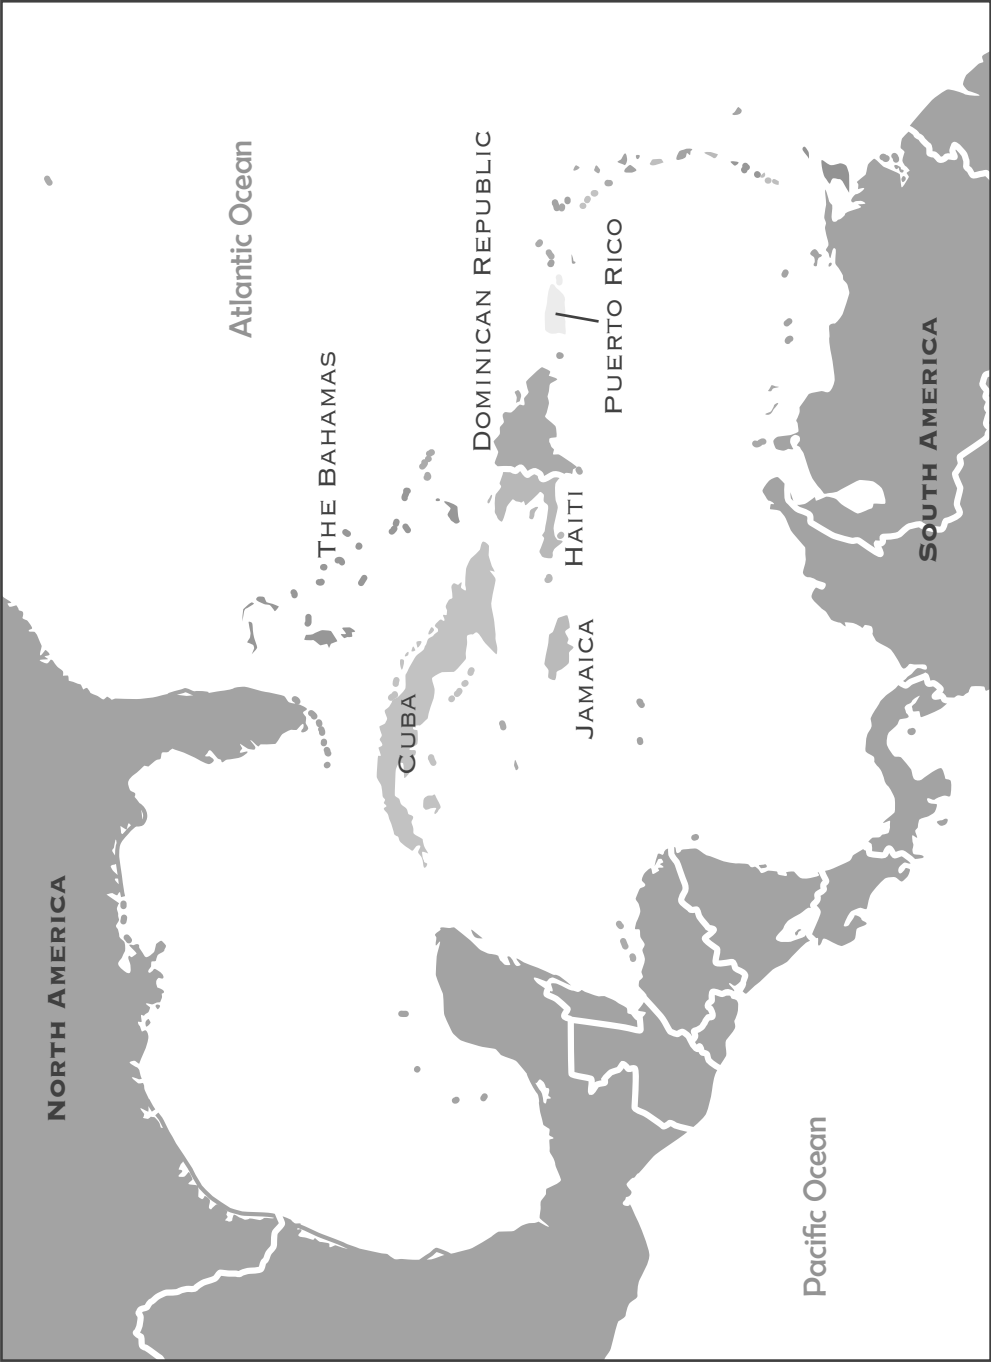 NORTH AMERICA
Atlantic Ocean
THE BAHAMAS
CUBA
DOMINICAN REPUBLIC
HAITI
JAMAICA
PUERTO RICO
Pacific Ocean
SOUTH AMERICA